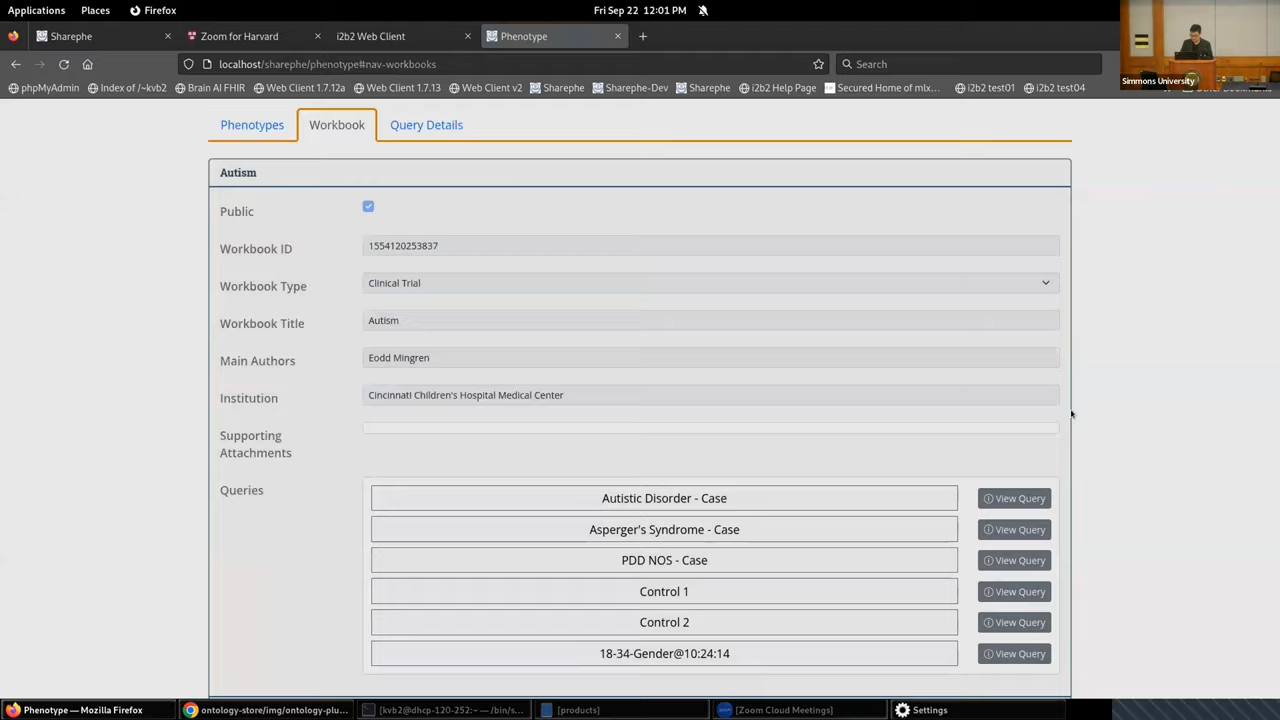 Applications Places Firefox Fri Sep 22 12:01 PM
Sharephe × Zoom for Harvard × i2b2 Web Client × Phenotype × +
localhost/sharephe/phenotype#nav-workbooks Search
phpMyAdmin Index of /~kvb2 Brain AI FHIR Web Client 1.7.12a Web Client 1.7.13 Web Client v2 Sharephe Sharephe-Dev Sharephe i2b2 Help Page Secured Home of mlx... i2b2 test01 i2b2 test04
Simmons University
Phenotypes Workbook Query Details
Autism
Public
Workbook ID 1554120253837
Workbook Type Clinical Trial
Workbook Title Autism
Main Authors Eodd Mingren
Institution Cincinnati Children's Hospital Medical Center
Supporting
Attachments
Queries
Autistic Disorder - Case View Query
Asperger's Syndrome - Case View Query
PDD NOS - Case View Query
Control 1 View Query
Control 2 View Query
18-34-Gender@10:24:14 View Query
Phenotype — Mozilla Firefox ontology-store/img/ontology-plu... [kvb2@dhcp-120-252:~ — /bin/s... [products] [Zoom Cloud Meetings] Settings